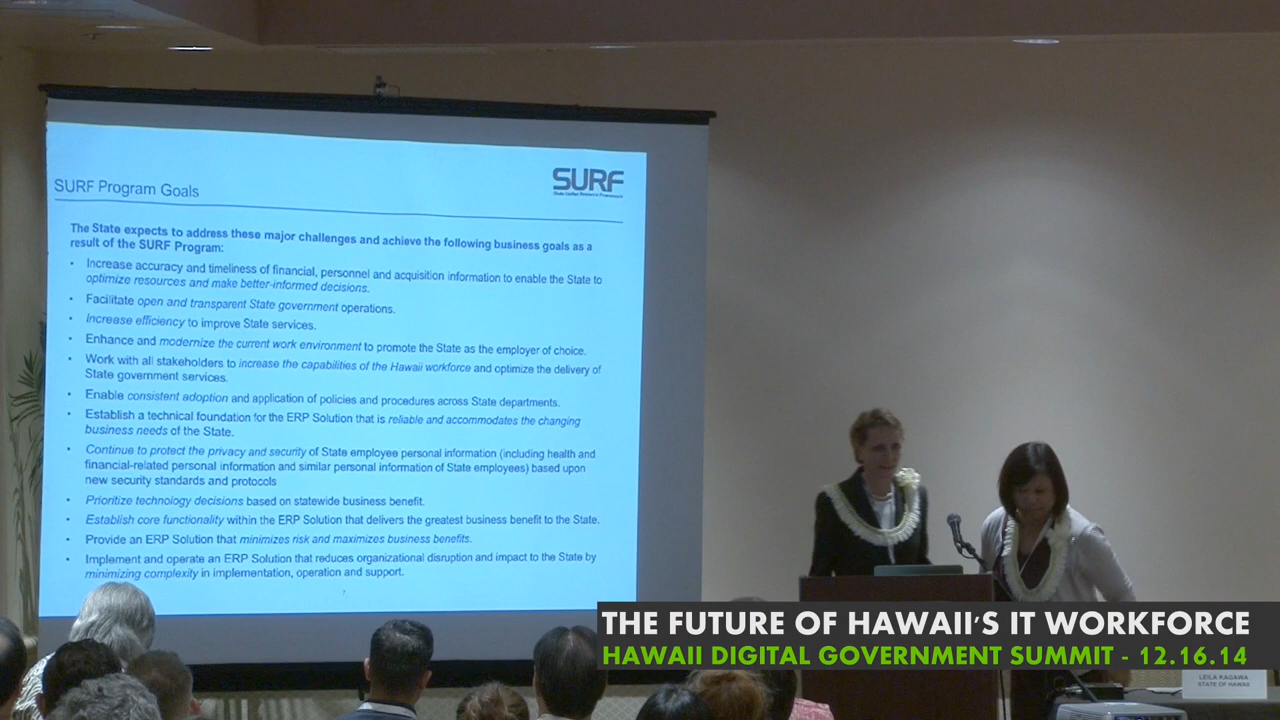 SURF Program Goals
SURF
State Unified Resource Framework
The State expects to address these major challenges and achieve the following business goals as a
result of the SURF Program:
• Increase accuracy and timeliness of financial, personnel and acquisition information to enable the State to
optimize resources and make better-informed decisions.
• Facilitate open and transparent State government operations.
• Increase efficiency to improve State services.
• Enhance and modernize the current work environment to promote the State as the employer of choice.
• Work with all stakeholders to increase the capabilities of the Hawaii workforce and optimize the delivery of
State government services.
• Enable consistent adoption and application of policies and procedures across State departments.
• Establish a technical foundation for the ERP Solution that is reliable and accommodates the changing
business needs of the State.
• Continue to protect the privacy and security of State employee personal information (including health and
financial-related personal information and similar personal information of State employees) based upon
new security standards and protocols
• Prioritize technology decisions based on statewide business benefit.
• Establish core functionality within the ERP Solution that delivers the greatest business benefit to the State.
• Provide an ERP Solution that minimizes risk and maximizes business benefits.
• Implement and operate an ERP Solution that reduces organizational disruption and impact to the State by
minimizing complexity in implementation, operation and support.
THE FUTURE OF HAWAII'S IT WORKFORCE
HAWAII DIGITAL GOVERNMENT SUMMIT - 12.16.14
LEILA KAGAWA
STATE OF HAWAII